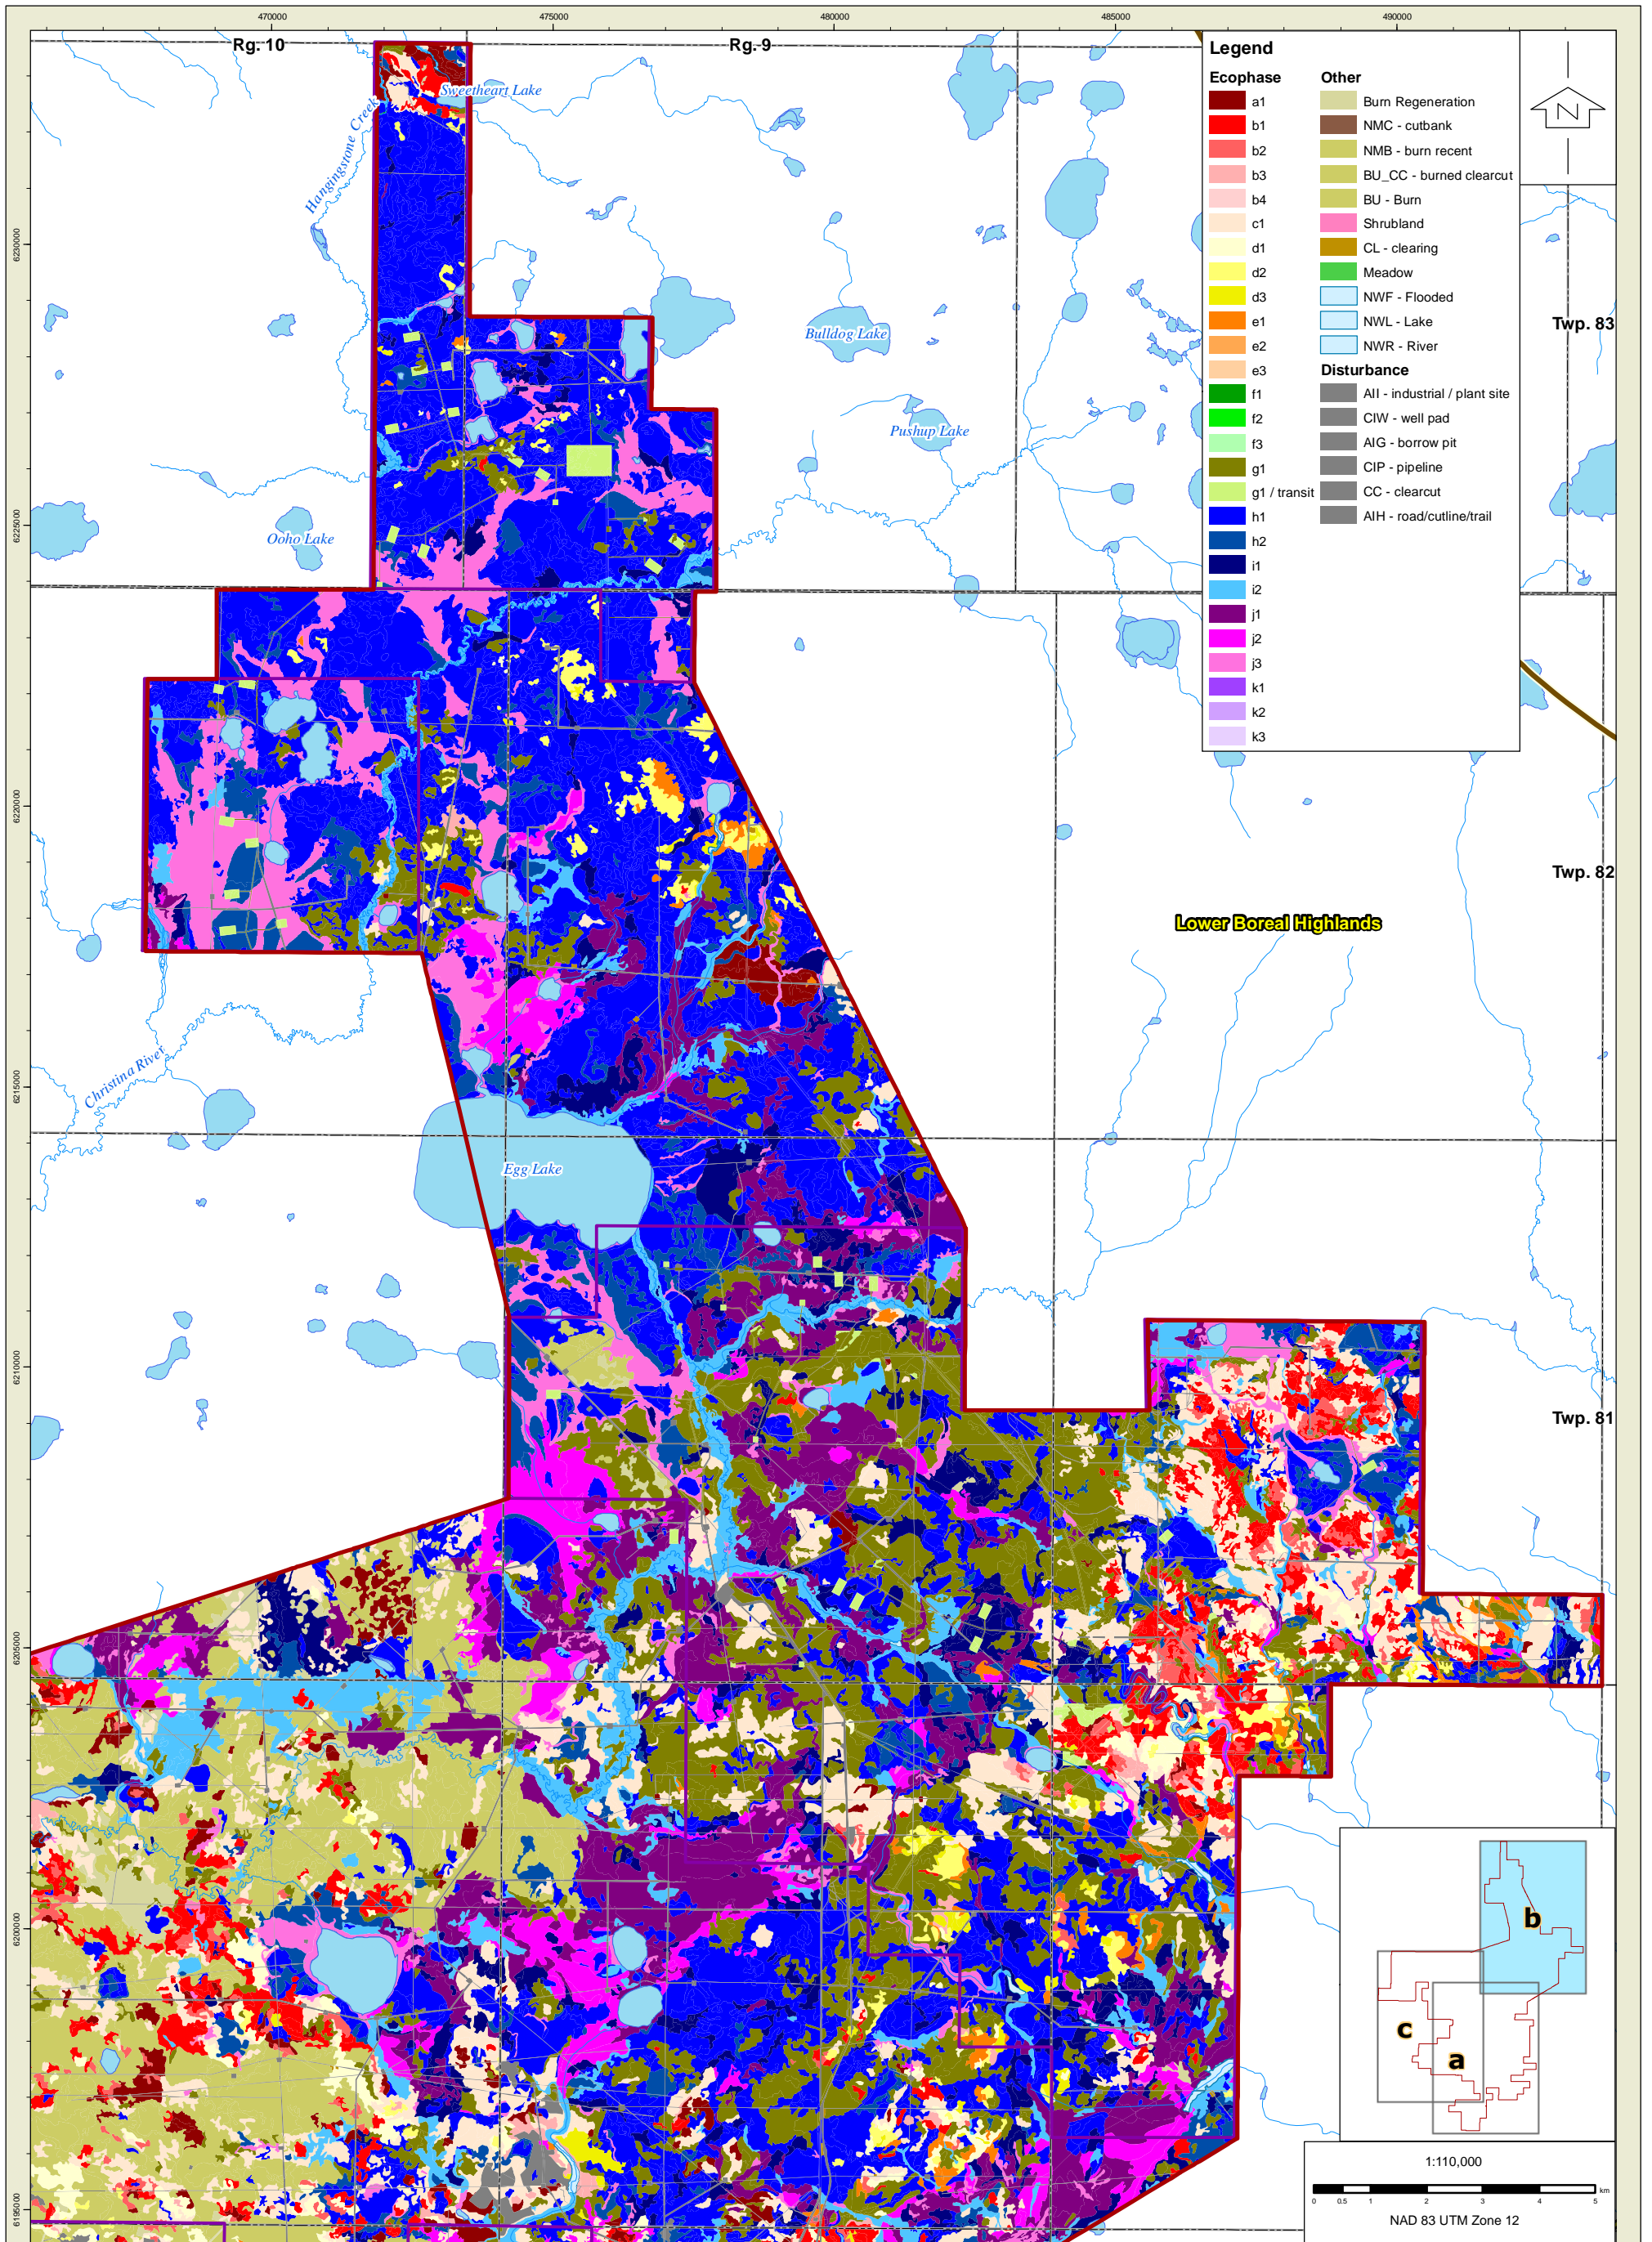 470000
475000
480000
485000
490000
Rg. 10
Rg. 9
Legend
Ecophase
a1
b1
b2
b3
b4
c1
d1
d2
d3
e1
e2
e3
f1
f2
f3
g1
g1 / transit
h1
h2
i1
i2
j1
j2
j3
k1
k2
k3
Other
Burn Regeneration
NMC - cutbank
NMB - burn recent
BU_CC - burned clearcut
BU - Burn
Shrubland
CL - clearing
Meadow
NWF - Flooded
NWL - Lake
NWR - River
Disturbance
AII - industrial / plant site
CIW - well pad
AIG - borrow pit
CIP - pipeline
CC - clearcut
AIH - road/cutline/trail
N
Sweetheart Lake
Hangingstone Creek
6230000
Bulldog Lake
Twp. 83
Pushup Lake
6225000
Ooho Lake
6220000
Twp. 82
Lower Boreal Highlands
6215000
Christina River
Egg Lake
6210000
Twp. 81
6205000
6200000
6195000
b
c
a
1:110,000
0 0.5 1 2 3 4 5 km
NAD 83 UTM Zone 12